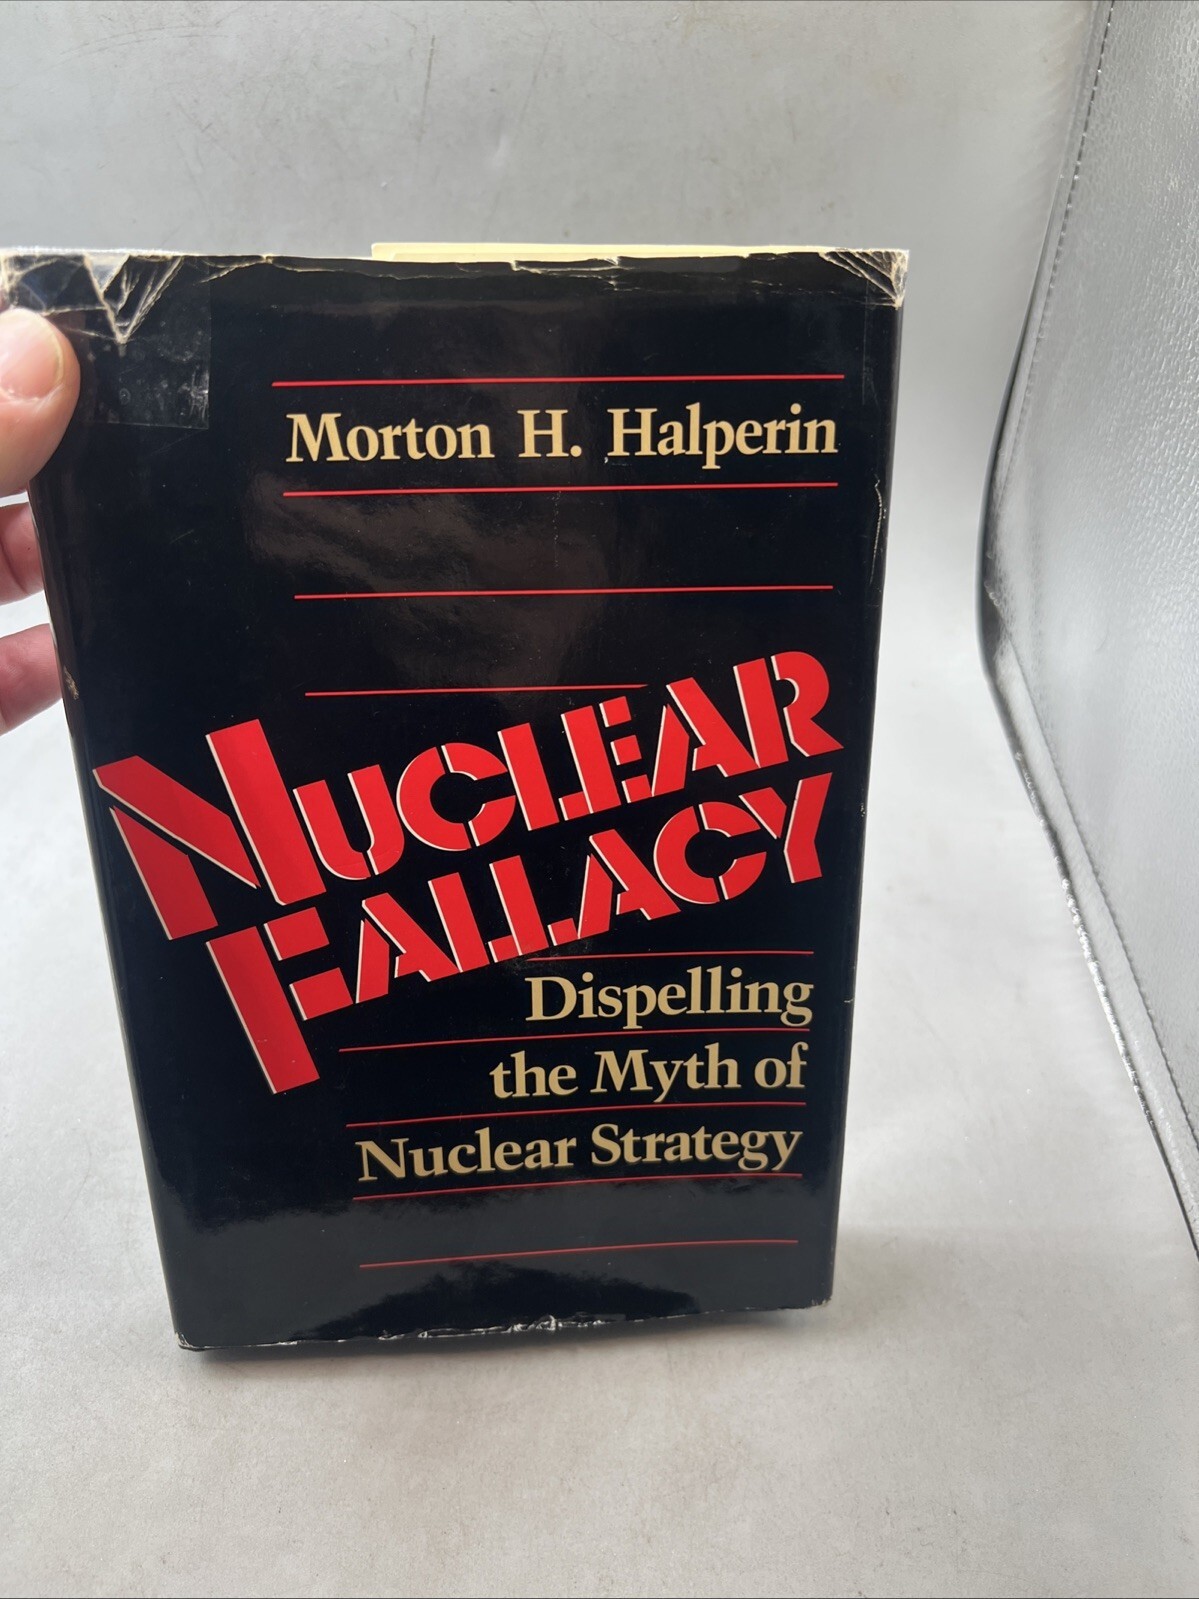 Morton H. Halperin
NUCLEAR
FALLACY
Dispelling
the Myth of
Nuclear Strategy